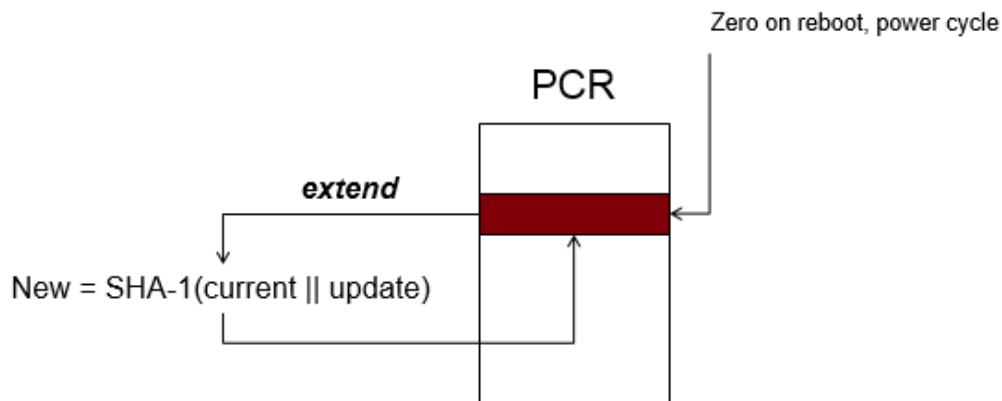 Zero on reboot, power cycle
PCR
extend
New = SHA-1(current || update)